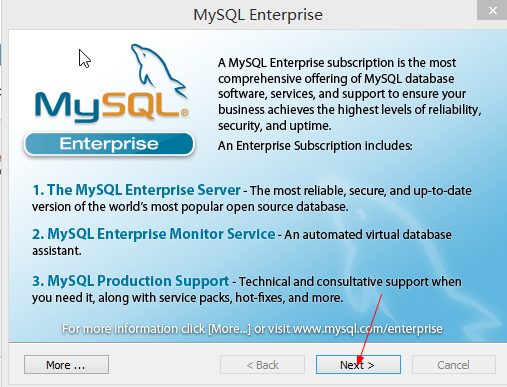 MySQL Enterprise
A MySQL Enterprise subscription is the most
comprehensive offering of MySQL database
software, services, and support to ensure your
business achieves the highest levels of reliability,
security, and uptime.
An Enterprise Subscription includes:
MySQL®
Enterprise
1. The MySQL Enterprise Server - The most reliable, secure, and up-to-date
version of the world's most popular open source database.
2. MySQL Enterprise Monitor Service - An automated virtual database
assistant.
3. MySQL Production Support - Technical and consultative support when
you need it, along with service packs, hot-fixes, and more.
For more information click [More...] or visit www.mysql.com/enterprise
More ...
< Back
Next >
Cancel